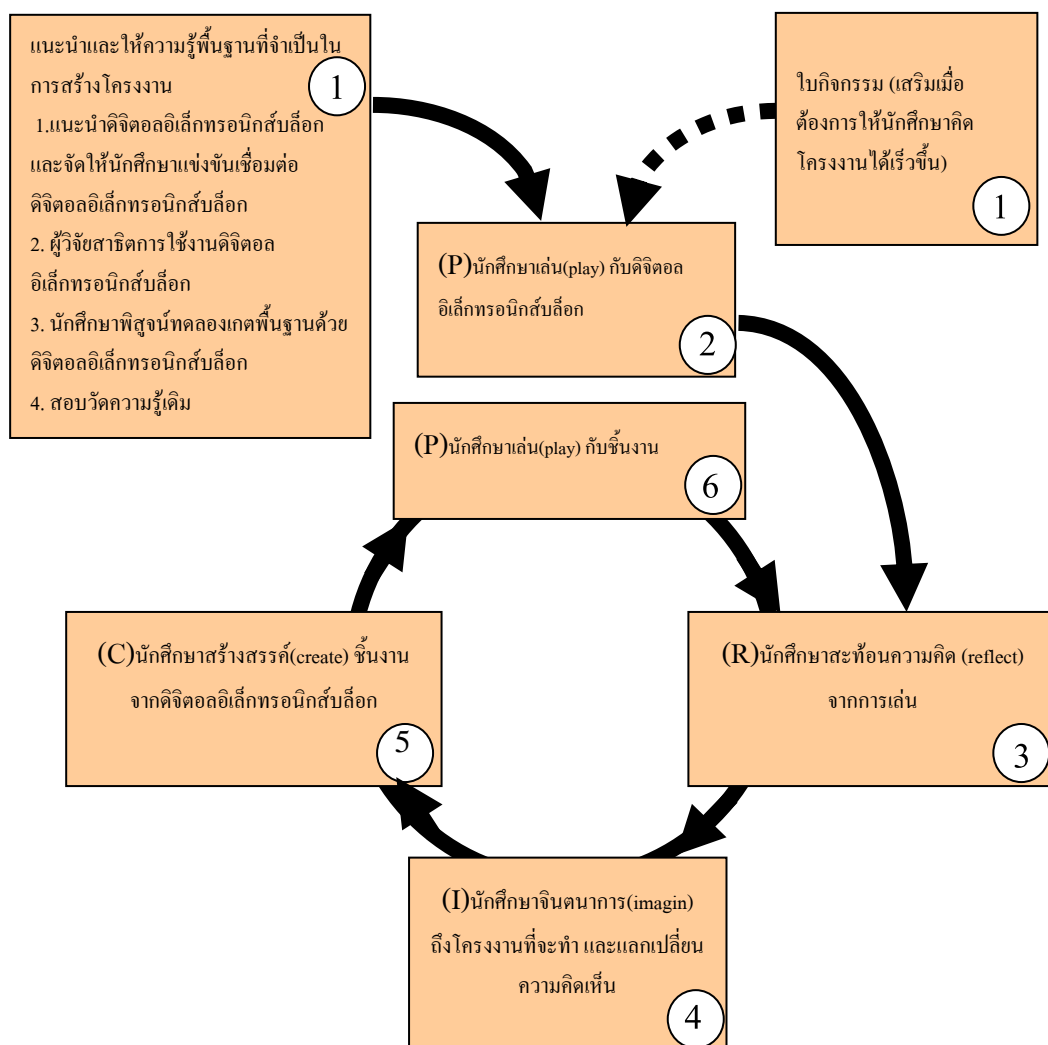 แนะนำและให้ความรู้พื้นฐานที่จำเป็นใน
การสร้างโครงงาน
1.แนะนำดิจิตอลอิเล็กทรอนิกส์บล็อก
และจัดให้นักศึกษาแข่งขันเชื่อมต่อ
ดิจิตอลอิเล็กทรอนิกส์บล็อก
2. ผู้วิจัยสาธิตการใช้งานดิจิตอล
อิเล็กทรอนิกส์บล็อก
3. นักศึกษาพิสูจน์ทดลองเกตพื้นฐานด้วย
ดิจิตอลอิเล็กทรอนิกส์บล็อก
4. สอบวัดความรู้เดิม
1
ใบกิจกรรม (เสริมเมื่อ
ต้องการให้นักศึกษาคิด
โครงงานได้เร็วขึ้น)
1
(P)นักศึกษาเล่น(play) กับดิจิตอล
อิเล็กทรอนิกส์บล็อก
2
(P)นักศึกษาเล่น(play) กับชิ้นงาน
6
(C)นักศึกษาสร้างสรรค์(create) ชิ้นงาน
จากดิจิตอลอิเล็กทรอนิกส์บล็อก
5
(R)นักศึกษาสะท้อนความคิด (reflect)
จากการเล่น
3
(I)นักศึกษาจินตนาการ(imagin)
ถึงโครงงานที่จะทำ และแลกเปลี่ยน
ความคิดเห็น
4